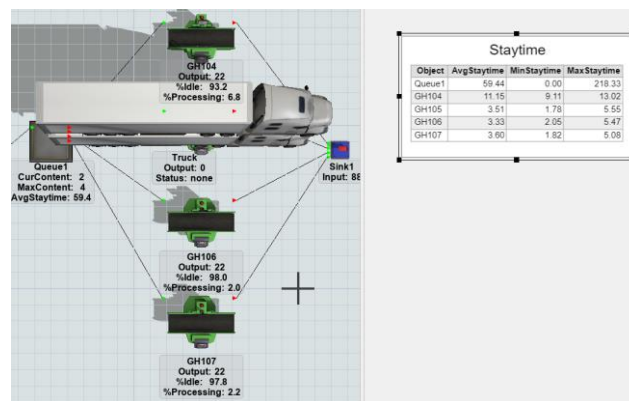 GH104
Output: 22
%Idle: 93.2
%Processing: 6.8
Truck
Output: 0
Status: none
Queue1
CurContent: 2
MaxContent: 4
AvgStaytime: 59.4
Sink1
Input: 88
GH106
Output: 22
%Idle: 98.0
%Processing: 2.0
GH107
Output: 22
%Idle: 97.8
%Processing: 2.2
Staytime
Object AvgStaytime MinStaytime MaxStaytime
Queue1 59.44 0.00 218.33
GH104 11.15 9.11 13.02
GH105 3.51 1.78 5.55
GH106 3.33 2.05 5.47
GH107 3.60 1.82 5.08